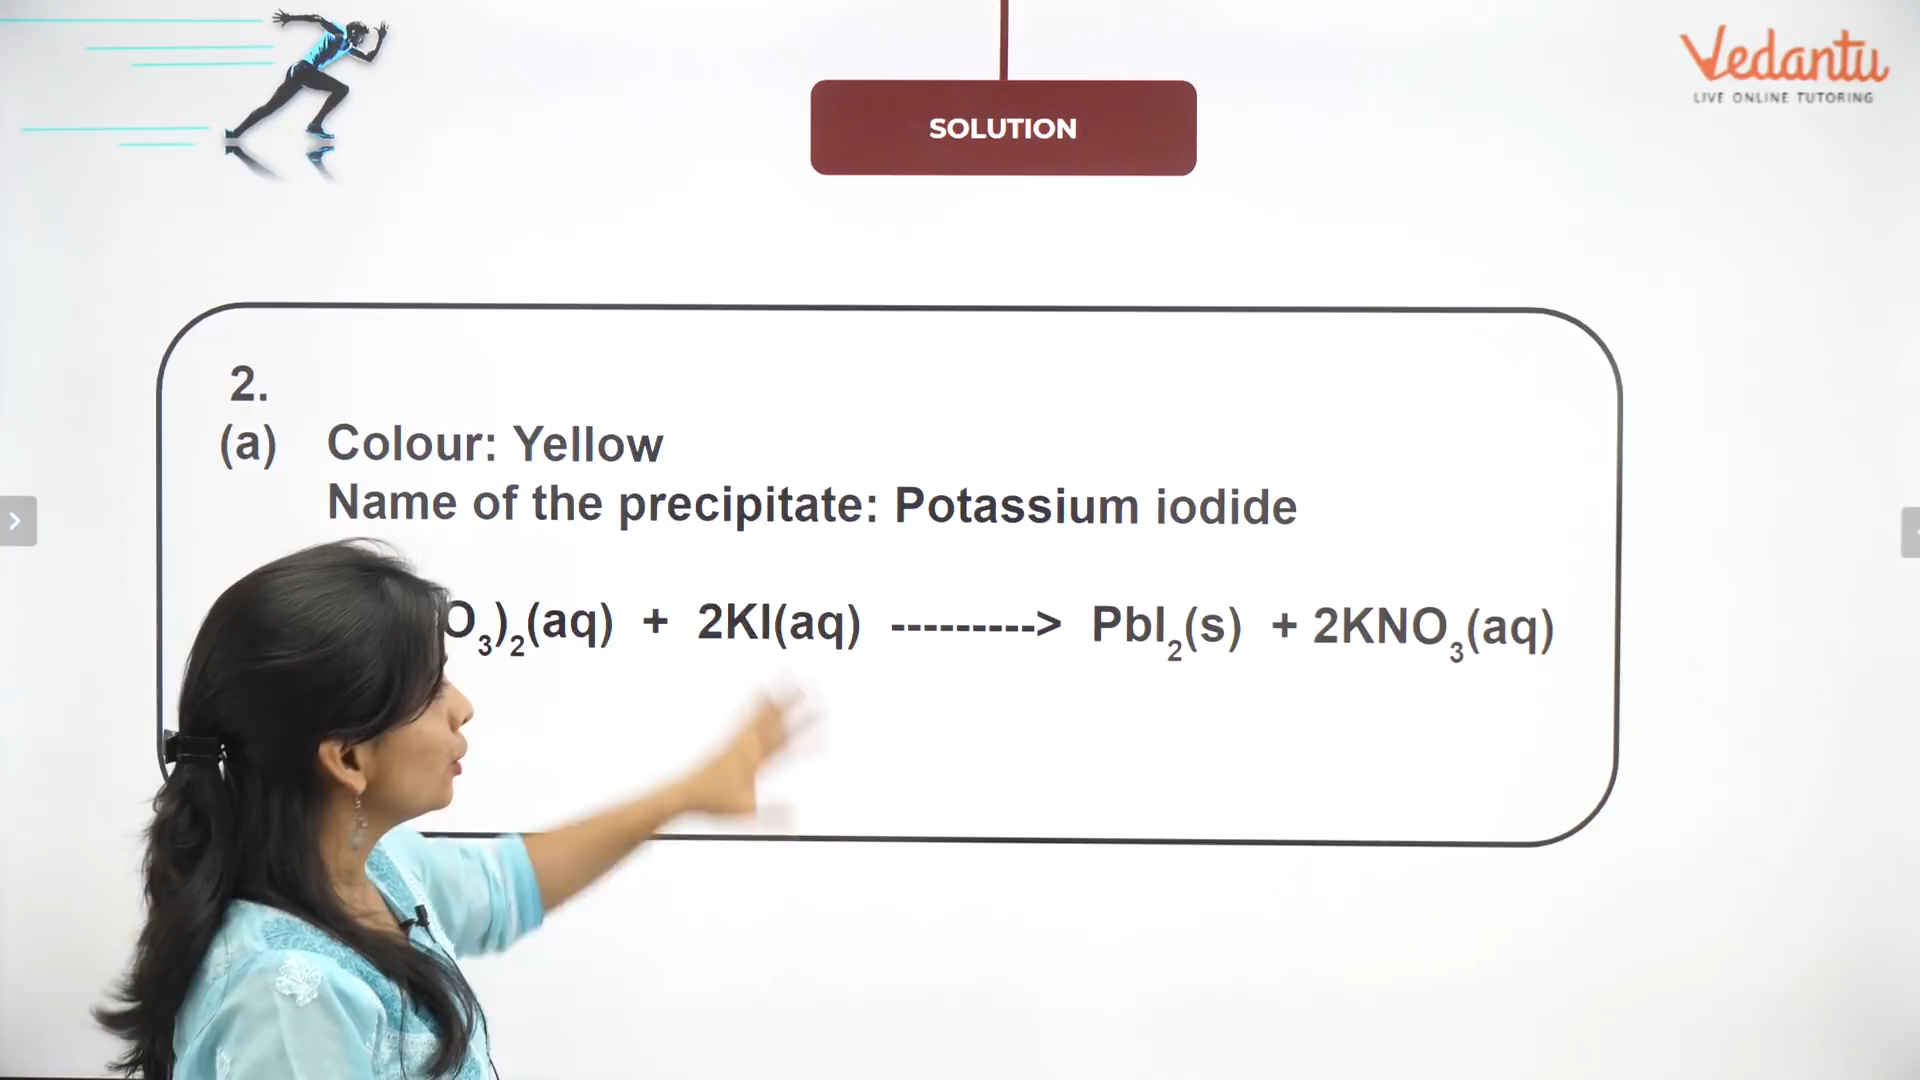 Vedantu
LIVE ONLINE TUTORING
SOLUTION
2.
(a) Colour: Yellow
Name of the precipitate: Potassium iodide
O₃)₂(aq) + 2KI(aq) ---------> PbI₂(s) + 2KNO₃(aq)